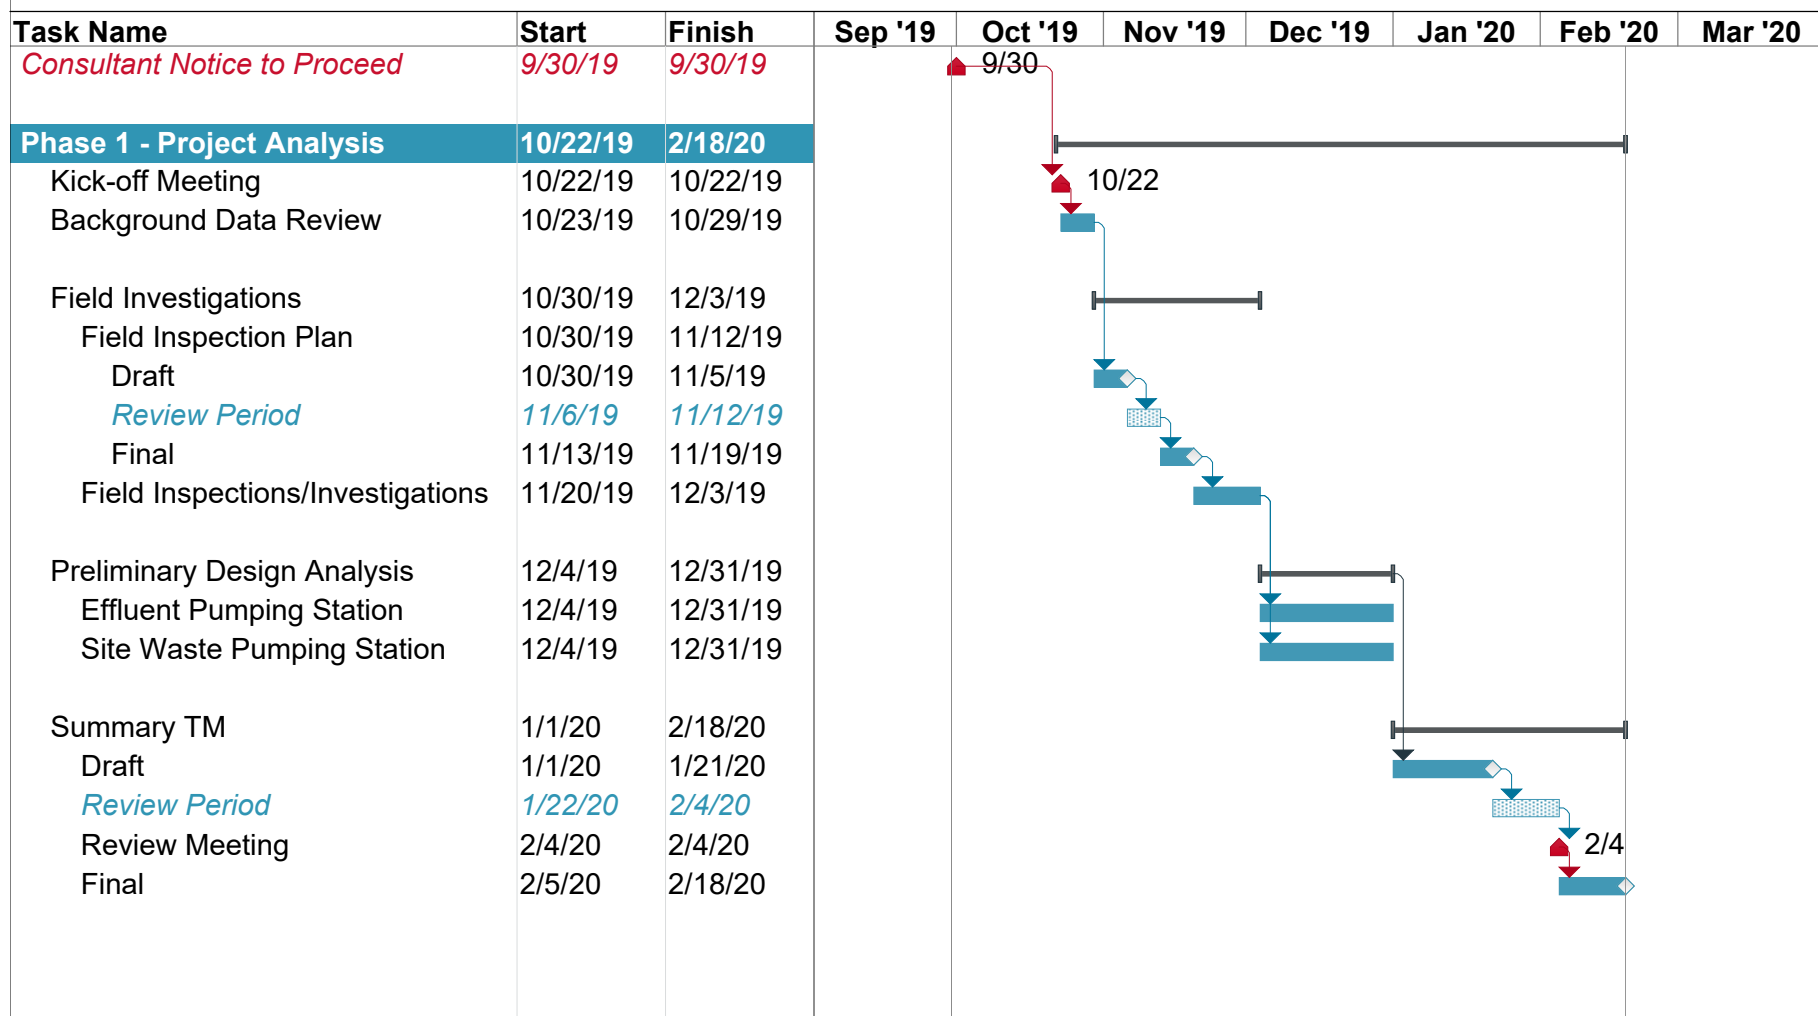 Task Name Start Finish Sep '19 Oct '19 Nov '19 Dec '19 Jan '20 Feb '20 Mar '20
Consultant Notice to Proceed 9/30/19 9/30/19 9/30
Phase 1 - Project Analysis 10/22/19 2/18/20
Kick-off Meeting 10/22/19 10/22/19 10/22
Background Data Review 10/23/19 10/29/19
Field Investigations 10/30/19 12/3/19
Field Inspection Plan 10/30/19 11/12/19
Draft 10/30/19 11/5/19
Review Period 11/6/19 11/12/19
Final 11/13/19 11/19/19
Field Inspections/Investigations 11/20/19 12/3/19
Preliminary Design Analysis 12/4/19 12/31/19
Effluent Pumping Station 12/4/19 12/31/19
Site Waste Pumping Station 12/4/19 12/31/19
Summary TM 1/1/20 2/18/20
Draft 1/1/20 1/21/20
Review Period 1/22/20 2/4/20
Review Meeting 2/4/20 2/4/20 2/4
Final 2/5/20 2/18/20